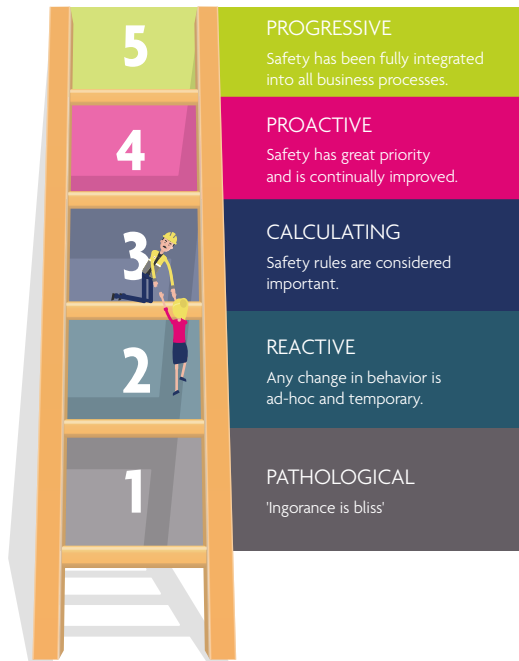 5
PROGRESSIVE
Safety has been fully integrated
into all business processes.
4
PROACTIVE
Safety has great priority
and is continually improved.
3
CALCULATING
Safety rules are considered
important.
2
REACTIVE
Any change in behavior is
ad-hoc and temporary.
1
PATHOLOGICAL
'Ingorance is bliss'